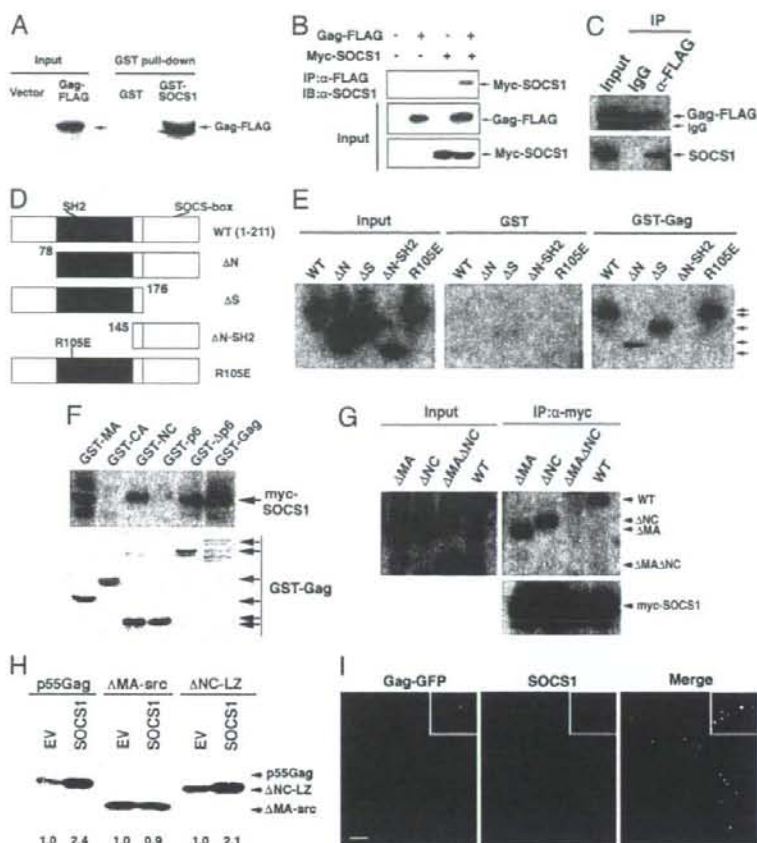 A
Input
GST pull-down
Vector
Gag-FLAG
GST
GST-SOCS1
Gag-FLAG
B
Gag-FLAG - + - +
Myc-SOCS1 - - + +
IP:α-FLAG
IB:α-SOCS1
Myc-SOCS1
Gag-FLAG
Input
Myc-SOCS1
C
IP
Input
IgG
α-FLAG
Gag-FLAG
IgG
SOCS1
D
SH2
SOCS-box
WT (1-211)
78
ΔN
176
ΔS
145
ΔN-SH2
R105E
R105E
E
Input
GST
GST-Gag
WT ΔN ΔS ΔN-SH2 R105E
WT ΔN ΔS ΔN-SH2 R105E
WT ΔN ΔS ΔN-SH2 R105E
F
GST-MA
GST-CA
GST-NC
GST-p6
GST-Δp6
GST-Gag
myc-
SOCS1
GST-Gag
G
Input
IP:α-myc
ΔMA ΔNC ΔMAΔNC WT
ΔMA ΔNC ΔMAΔNC WT
WT
ΔNC
ΔMA
ΔMAΔNC
myc-SOCS1
H
p55Gag
ΔMA-src
ΔNC-LZ
EV SOCS1 EV SOCS1 EV SOCS1
p55Gag
ΔNC-LZ
ΔMA-src
1.0 2.4 1.0 0.9 1.0 2.1
I
Gag-GFP
SOCS1
Merge